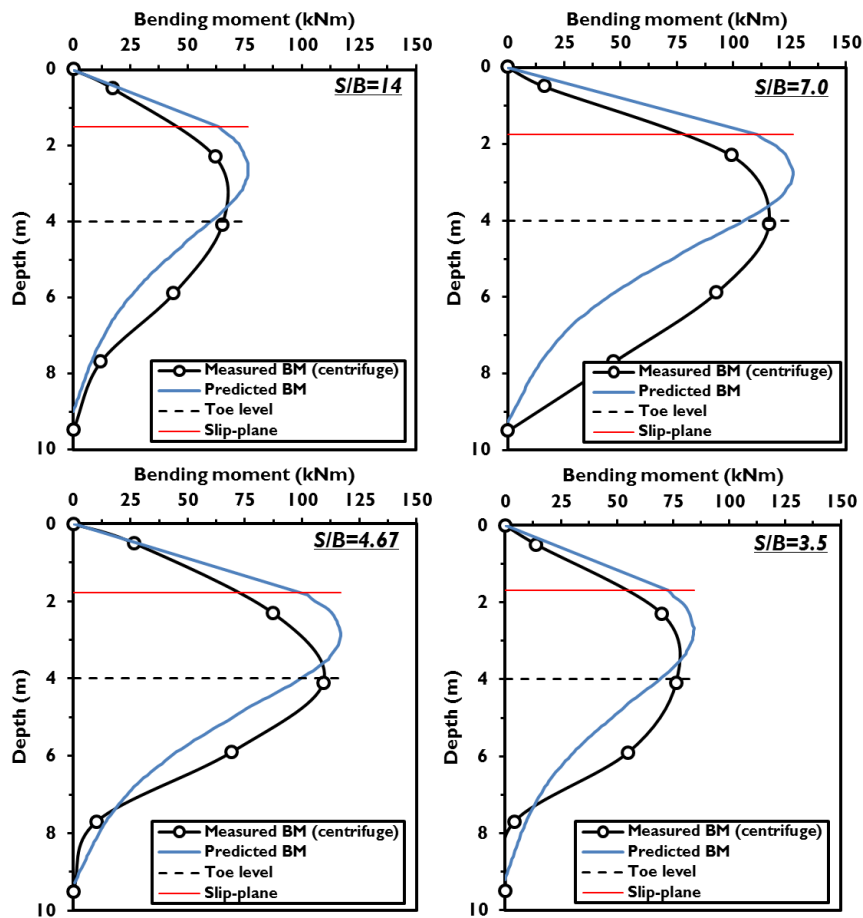 Bending moment (kNm)
0 25 50 75 100 125 150
0
2
4
6
8
10
Depth (m)
S/B=14
Measured BM (centrifuge)
Predicted BM
Toe level
Slip-plane
Bending moment (kNm)
0 25 50 75 100 125 150
0
2
4
6
8
10
Depth (m)
S/B=7.0
Measured BM (centrifuge)
Predicted BM
Toe level
Slip-plane
Bending moment (kNm)
0 25 50 75 100 125 150
0
2
4
6
8
10
Depth (m)
S/B=4.67
Measured BM (centrifuge)
Predicted BM
Toe level
Slip-plane
Bending moment (kNm)
0 25 50 75 100 125 150
0
2
4
6
8
10
Depth (m)
S/B=3.5
Measured BM (centrifuge)
Predicted BM
Toe level
Slip-plane